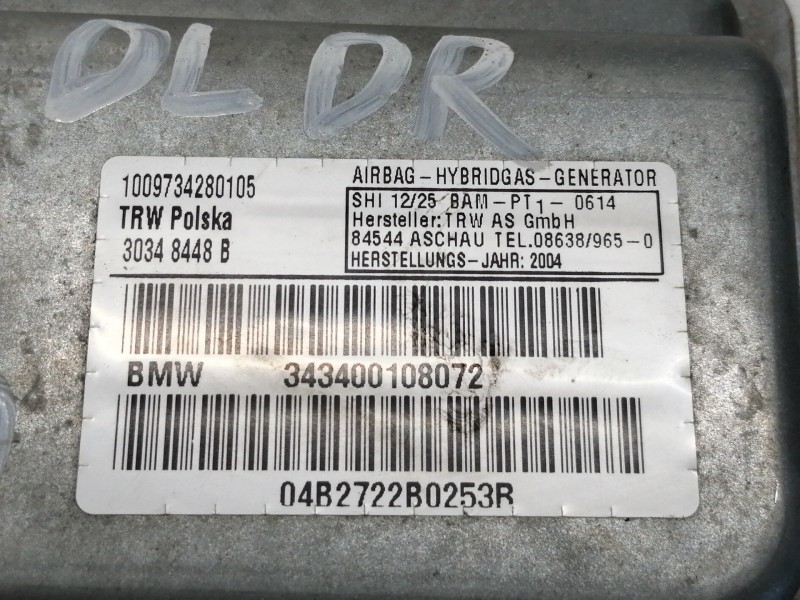 DL DR
1009734280105
TRW Polska
3034 8448 B
AIRBAG-HYBRIDGAS-GENERATOR
SHI 12/25 BAM-PT1- 0614
Hersteller:TRW AS GmbH
84544 ASCHAU TEL.08638/965-0
HERSTELLUNGS-JAHR: 2004
BMW 343400108072
04B2722B0253R